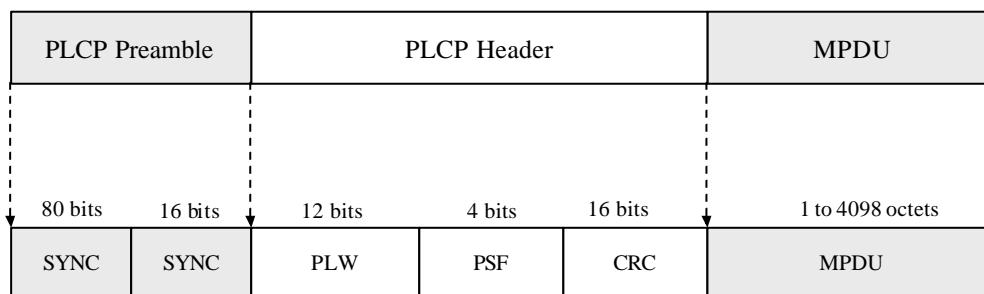 PLCP Preamble PLCP Header MPDU
80 bits 16 bits 12 bits 4 bits 16 bits 1 to 4098 octets
SYNC SYNC PLW PSF CRC MPDU